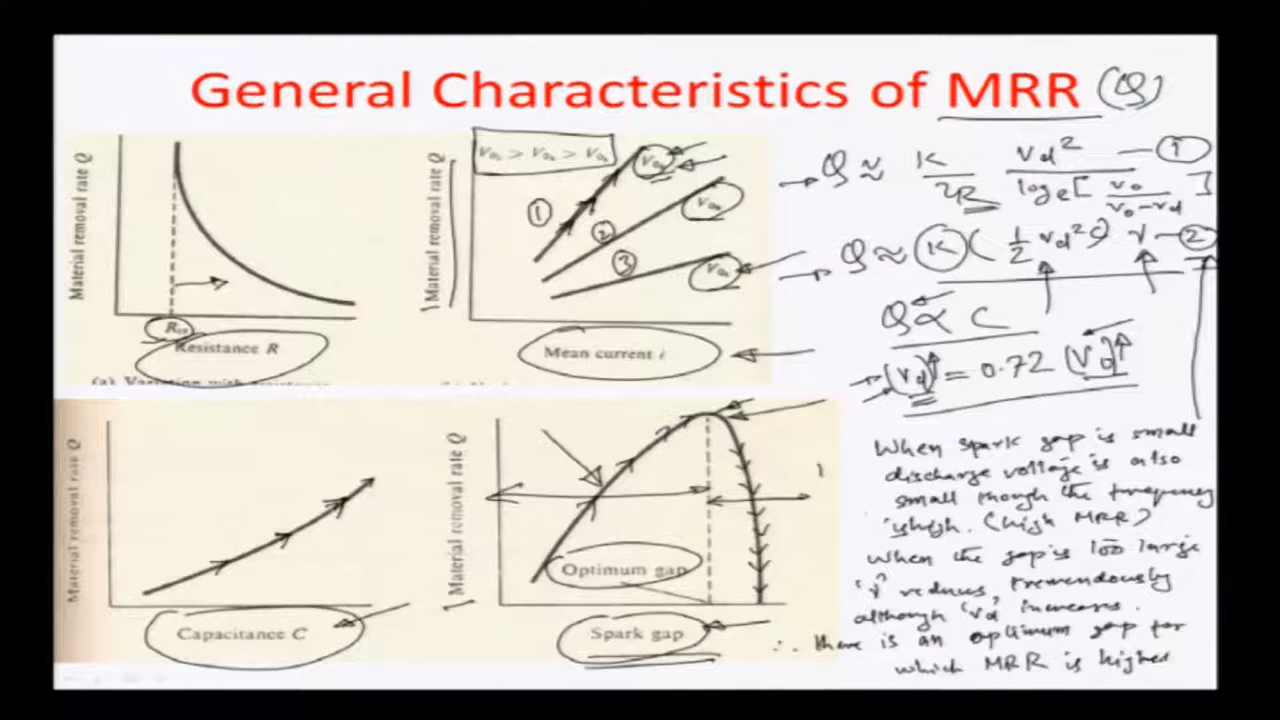 General Characteristics of MRR (Q)
Material removal rate Q
R
Resistance R
Material removal rate Q
V₀₁ > V₀₂ > V₀₃
①
②
③
Mean current i
Material removal rate Q
Capacitance C
Material removal rate Q
Optimum gap
Spark gap
→ Q ≈ K/2R Vd²/loge[V₀/V₀-Vd] — ①
→ Q ≈ K (½ Vd² C) ν — ②
Q ∝ C
(Vd)↑ = 0.72 (V₀)↑
When spark gap is small
discharge voltage is also
small though the frequency
is high. (high MRR)
When the gap is too large
'ν' reduces, tremendously
although 'Vd increases.
∴ there is an optimum gap for
which MRR is higher